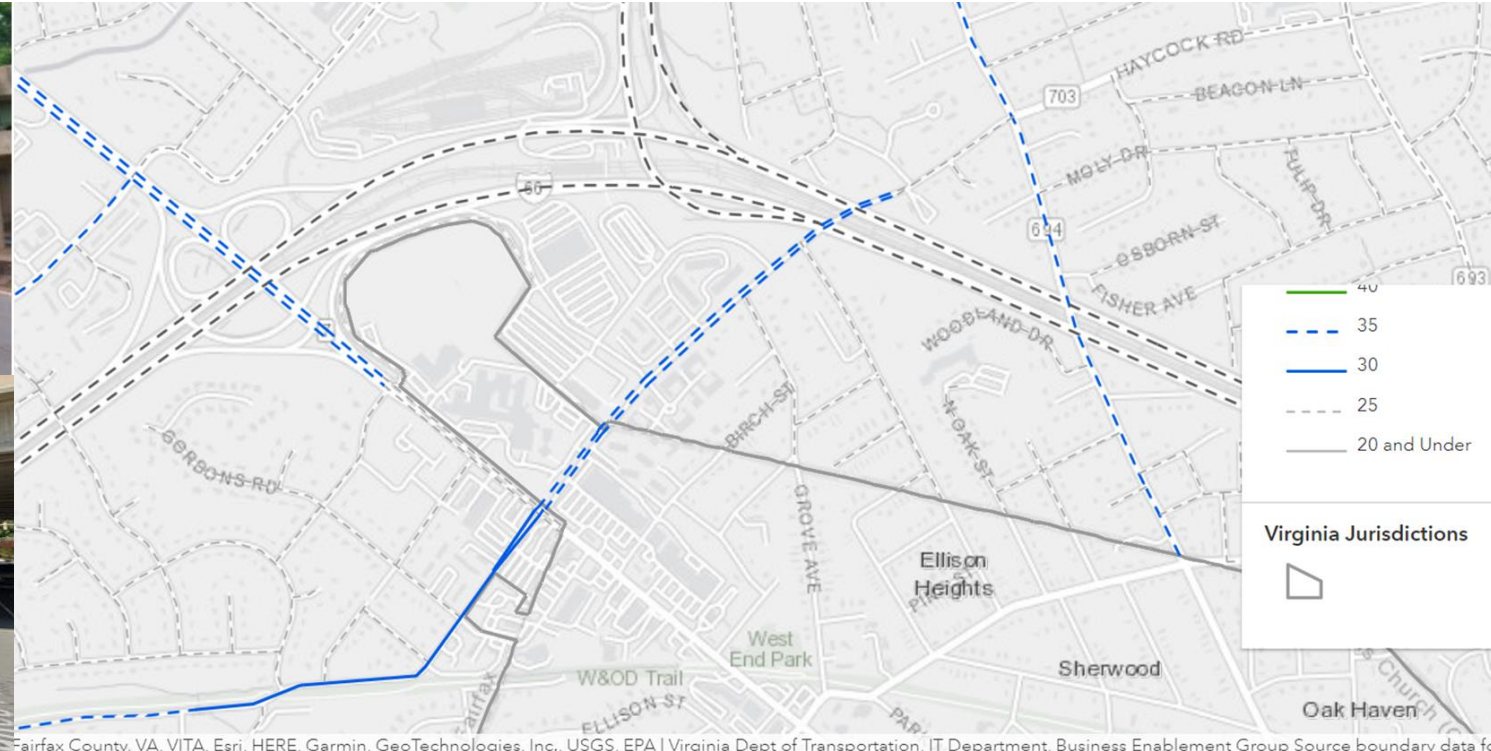 HAYCOCK RD
703
BEACON LN
MOLY DR
TULIP DR
66
694
OSBORN ST
693
FISHER AVE
7
WOODLAND DR
40
35
30
25
20 and Under
BIRCH ST
N OAK ST
GORDONS RD
GROVE AVE
Virginia Jurisdictions
Ellison
Heights
West
End Park
Sherwood
W&OD Trail
Fairfax
ELLISON ST
Oak Haven
s Church (C
Fairfax County, VA, VITA, Esri, HERE, Garmin, GeoTechnologies, Inc., USGS, EPA | Virginia Dept of Transportation, IT Department, Business Enablement Group Source boundary data fo